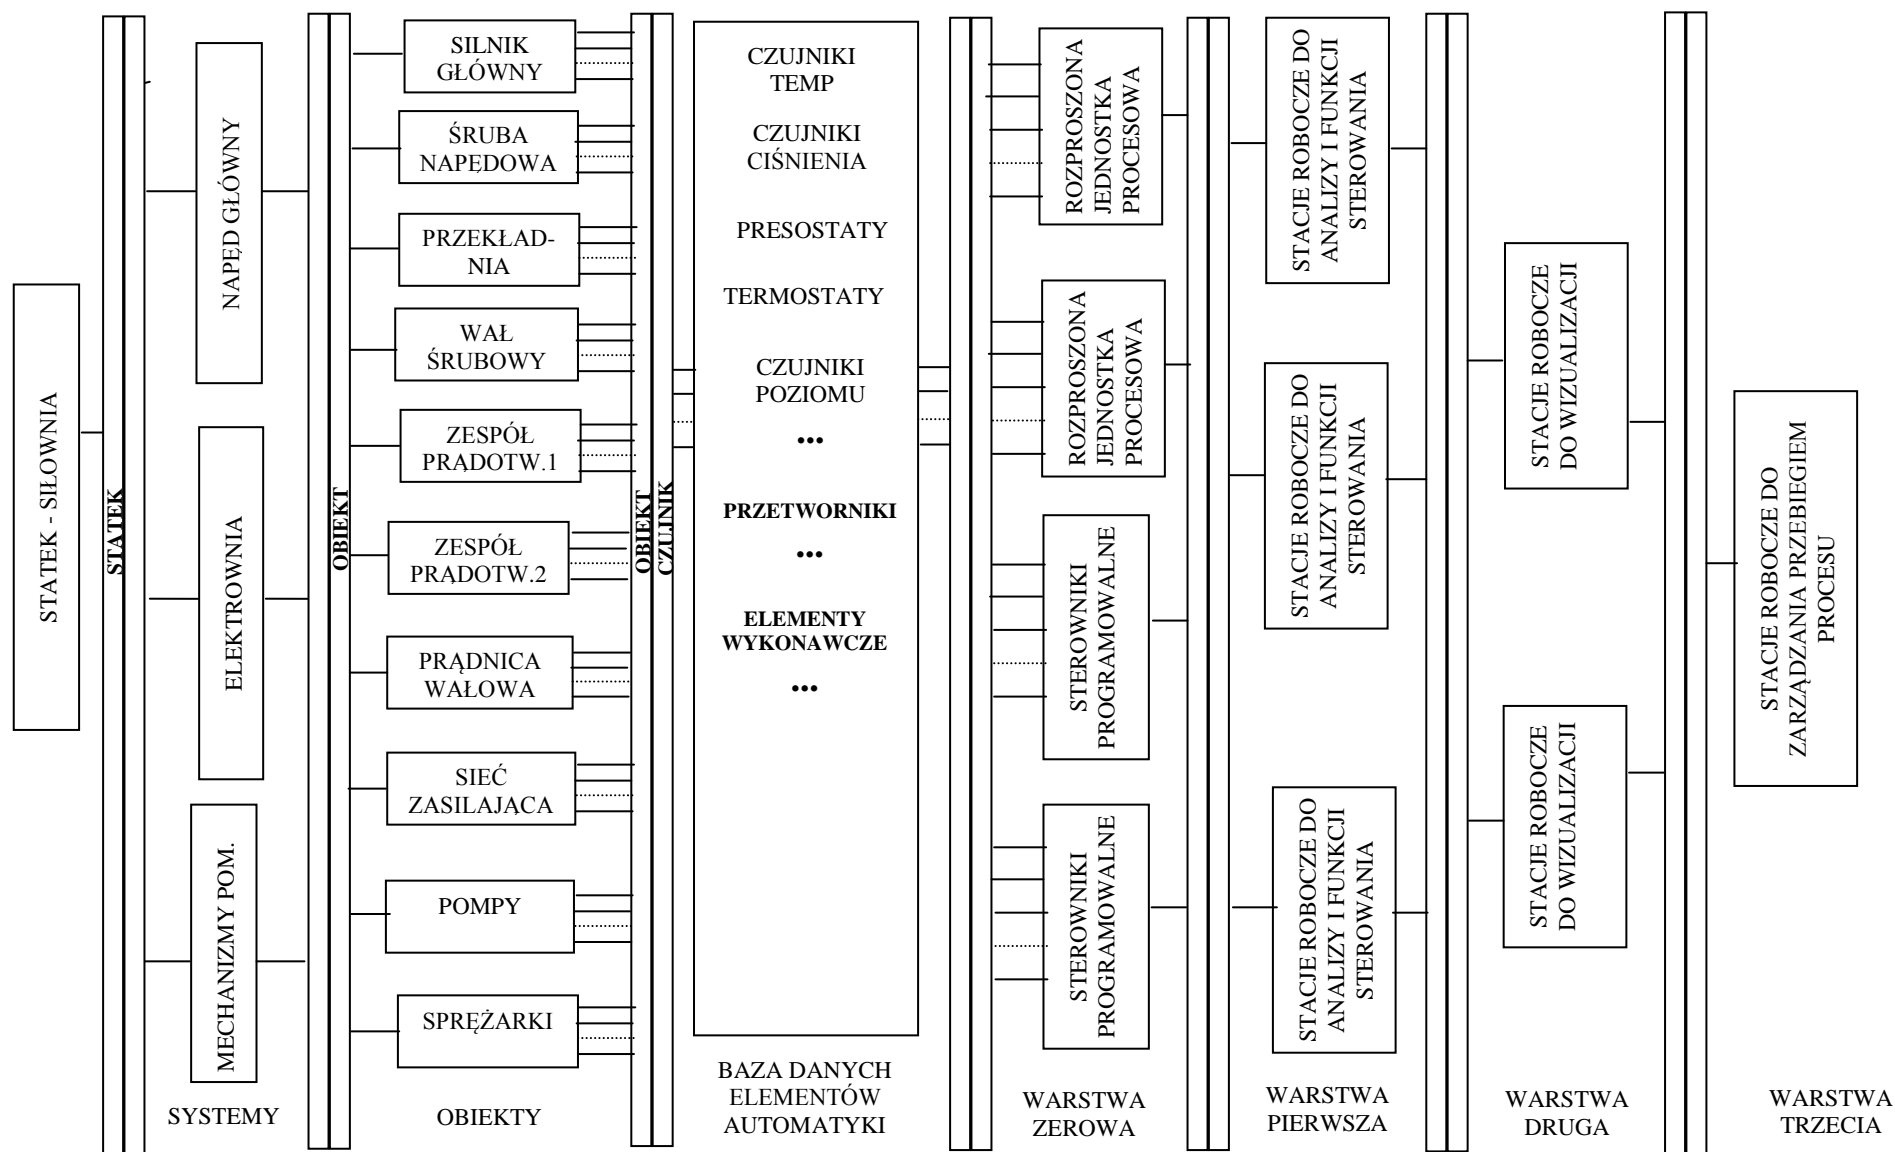 STATEK - SIŁOWNIA
STATEK
NAPĘD GŁÓWNY
ELEKTROWNIA
MECHANIZMY POM.
SYSTEMY
OBIEKT
SILNIK
GŁÓWNY
ŚRUBA
NAPĘDOWA
PRZEKŁAD-
NIA
WAŁ
ŚRUBOWY
ZESPÓŁ
PRĄDOTW.1
ZESPÓŁ
PRĄDOTW.2
PRĄDNICA
WAŁOWA
SIEĆ
ZASILAJĄCA
POMPY
SPRĘŻARKI
OBIEKTY
OBIEKT
CZUJNIK
CZUJNIKI
TEMP
CZUJNIKI
CIŚNIENIA
PRESOSTATY
TERMOSTATY
CZUJNIKI
POZIOMU
...
PRZETWORNIKI
...
ELEMENTY
WYKONAWCZE
...
BAZA DANYCH
ELEMENTÓW
AUTOMATYKI
ROZPROSZONA
JEDNOSTKA
PROCESOWA
ROZPROSZONA
JEDNOSTKA
PROCESOWA
STEROWNIKI
PROGRAMOWALNE
STEROWNIKI
PROGRAMOWALNE
WARSTWA
ZEROWA
STACJE ROBOCZE DO
ANALIZY I FUNKCJI
STEROWANIA
STACJE ROBOCZE DO
ANALIZY I FUNKCJI
STEROWANIA
STACJE ROBOCZE DO
ANALIZY I FUNKCJI
STEROWANIA
WARSTWA
PIERWSZA
STACJE ROBOCZE
DO WIZUALIZACJI
STACJE ROBOCZE
DO WIZUALIZACJI
WARSTWA
DRUGA
STACJE ROBOCZE DO
ZARZĄDZANIA PRZEBIEGIEM
PROCESU
WARSTWA
TRZECIA